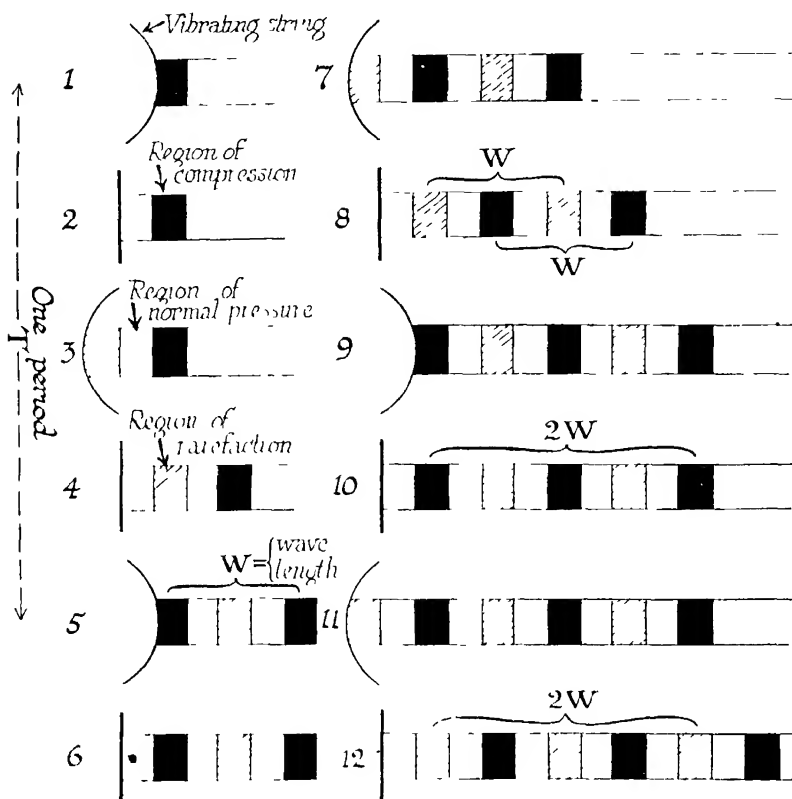 Vibrating string
1
7
Region of
compression
W
2
8
W
One period
T
Region of
normal pressure
3
9
Region of
rarefaction
2W
4
10
W = { wave
length
5
11
2W
6
12